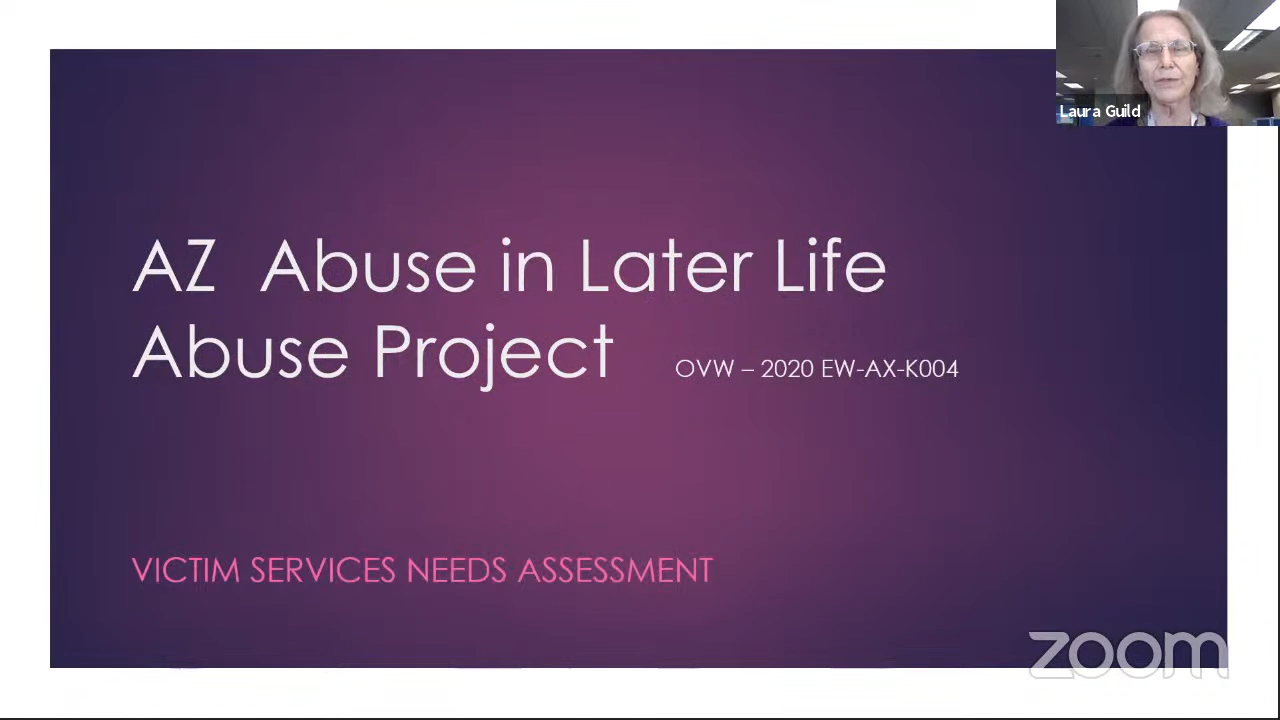 Laura Guild
AZ  Abuse in Later Life
Abuse Project OVW – 2020 EW-AX-K004
VICTIM SERVICES NEEDS ASSESSMENT
zoom